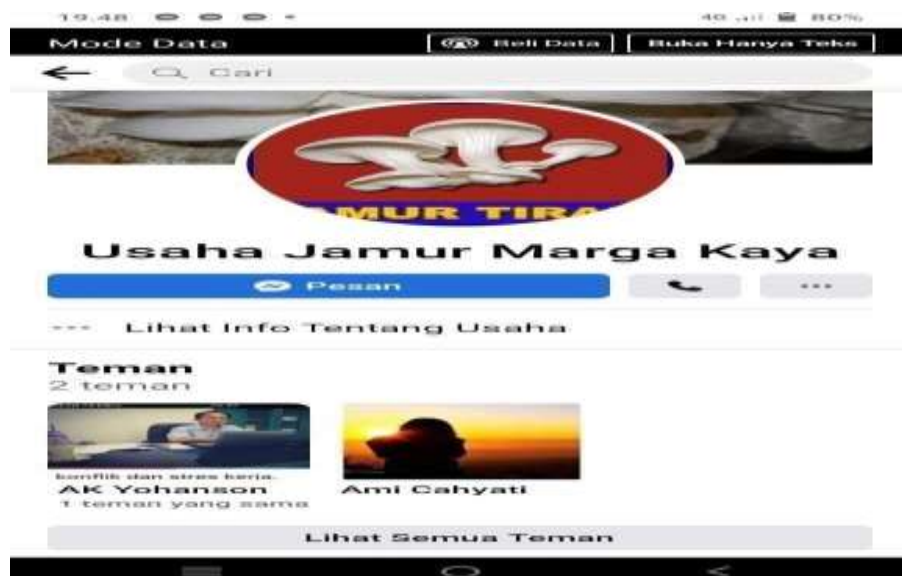 19.48 4G 80%
Mode Data Beli Data Buka Hanya Teks
Cari
AMUR TIRA
Usaha Jamur Marga Kaya
Pesan
Lihat Info Tentang Usaha
Teman
2 teman
konflik dan stres kerja.
AK Yohanson Ami Cahyati
1 teman yang sama
Lihat Semua Teman